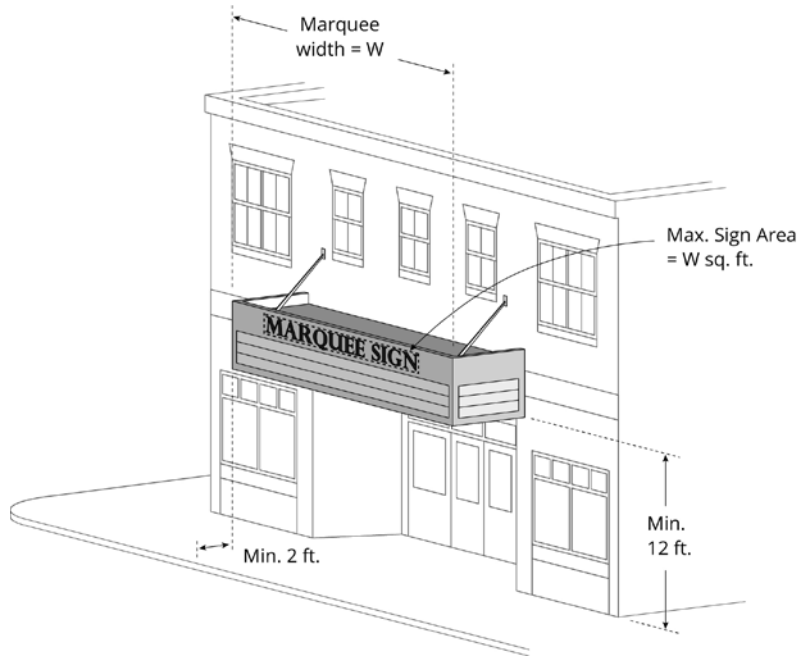 Marquee
width = W
Max. Sign Area
= W sq. ft.
MARQUEE SIGN
Min.
12 ft.
Min. 2 ft.